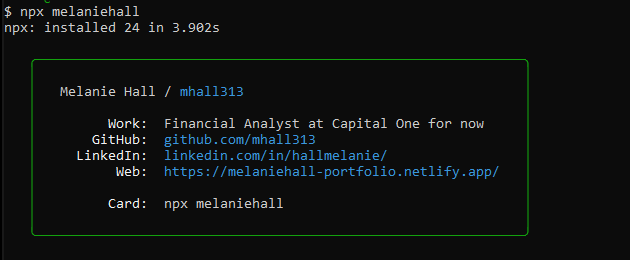 $ npx melaniehall
npx: installed 24 in 3.902s
Melanie Hall / mhall313
Work: Financial Analyst at Capital One for now
GitHub: github.com/mhall313
LinkedIn: linkedin.com/in/hallmelanie/
Web: https://melaniehall-portfolio.netlify.app/
Card: npx melaniehall